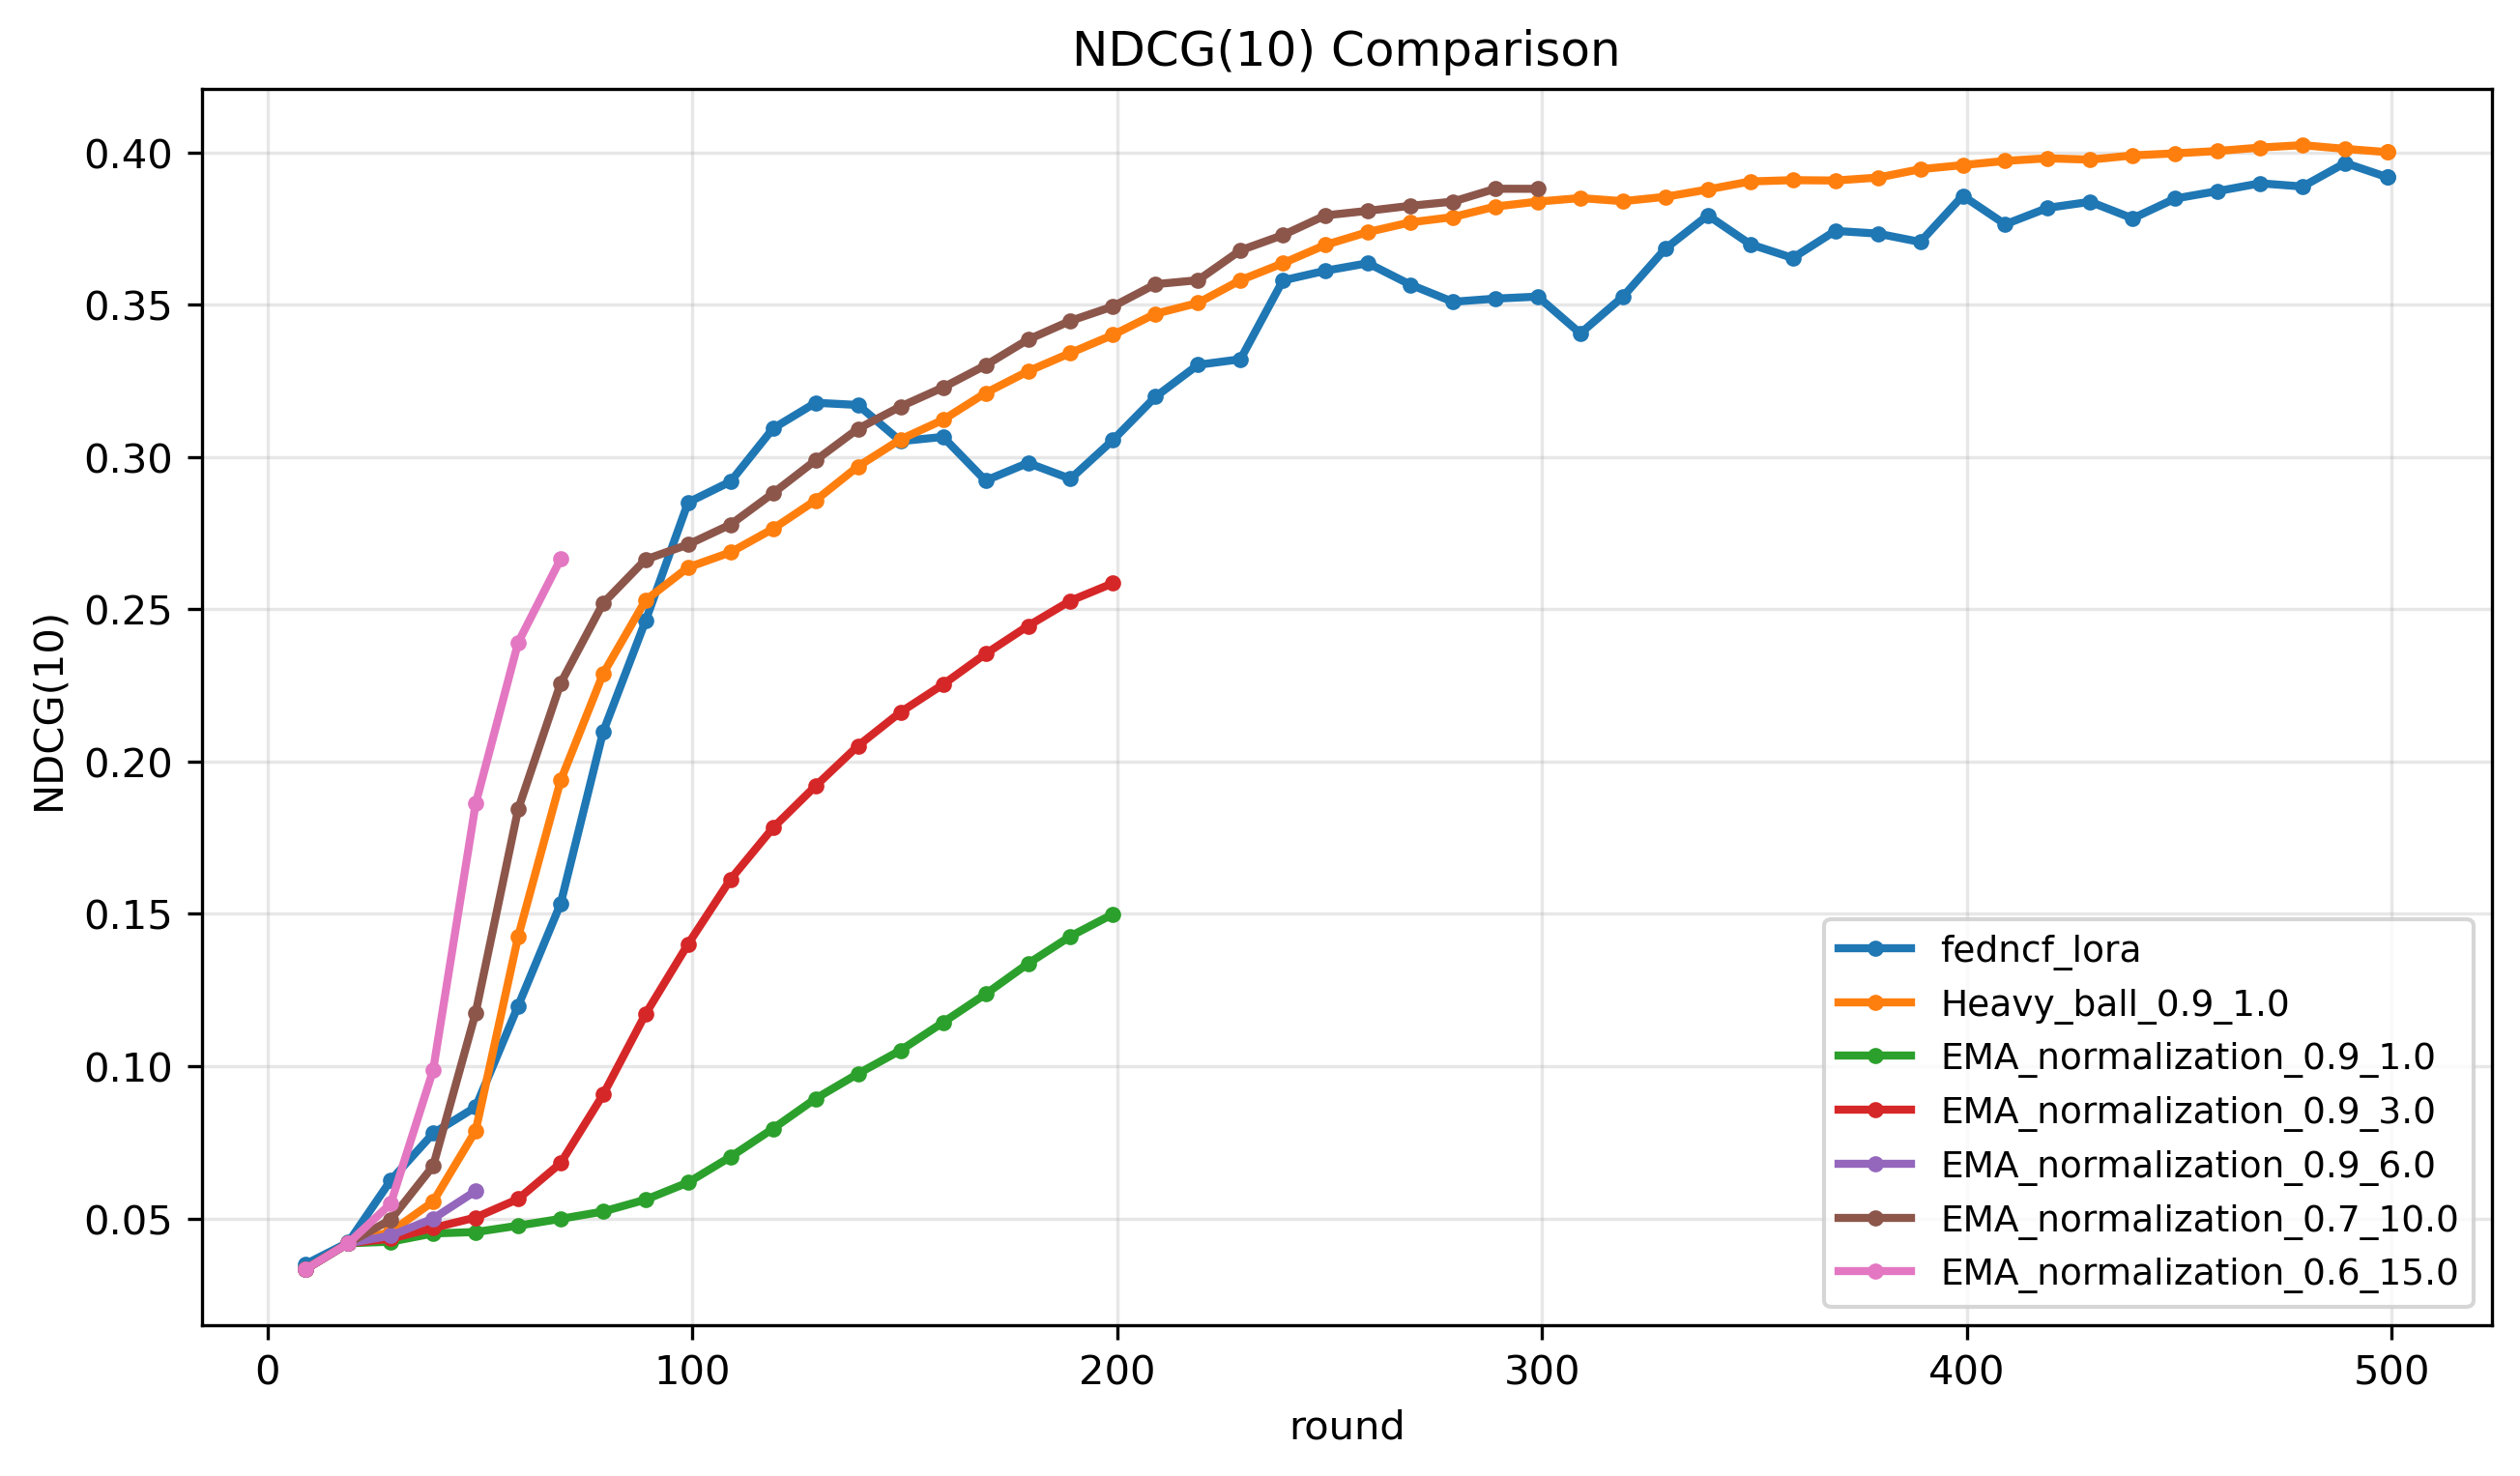 NDCG(10) Comparison
NDCG(10)
0.40
0.35
0.30
0.25
0.20
0.15
0.10
0.05
0 100 200 300 400 500
round
fedncf_lora
Heavy_ball_0.9_1.0
EMA_normalization_0.9_1.0
EMA_normalization_0.9_3.0
EMA_normalization_0.9_6.0
EMA_normalization_0.7_10.0
EMA_normalization_0.6_15.0